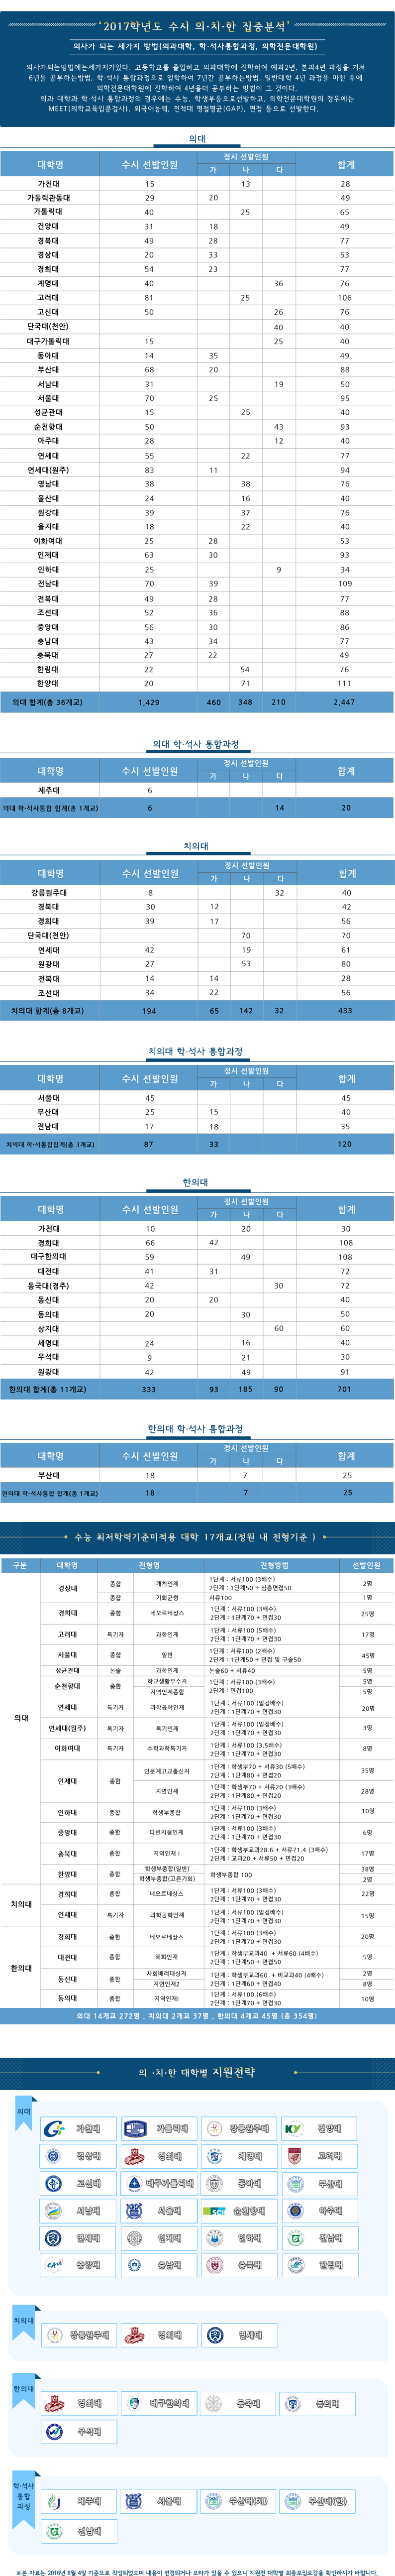 ‘2017학년도 수시 의·치·한 집중분석’
의사가 되는 세가지 방법(의과대학, 학·석사통합과정, 의학전문대학원)
의사가되는방법에는세가지가있다. 고등학교를 졸업하고 의과대학에 진학하여 예과2년, 본과4년 과정을 거쳐
6년을 공부하는방법, 학·석사 통합과정으로 입학하여 7년간 공부하는방법, 일반대학 4년 과정을 마친 후에
의학전문대학원에 진학하여 4년을더 공부하는 방법이 그 것이다.
의과 대학과 학·석사 통합과정의 경우에는 수능, 학생부등으로선발하고, 의학전문대학원의 경우에는
MEET(의학교육입문검사), 외국어능력, 전적대 평점평균(GAP), 면접 등으로 선발한다.
의대
대학명 수시 선발인원 정시 선발인원 합계
가 나 다
가천대 15 13 28
가톨릭관동대 29 20 49
가톨릭대 40 25 65
건양대 31 18 49
경북대 49 28 77
경상대 20 33 53
경희대 54 23 77
계명대 40 36 76
고려대 81 25 106
고신대 50 26 76
단국대(천안) 40 40
대구가톨릭대 15 25 40
동아대 14 35 49
부산대 68 20 88
서남대 31 19 50
서울대 70 25 95
성균관대 15 25 40
순천향대 50 43 93
아주대 28 12 40
연세대 55 22 77
연세대(원주) 83 11 94
영남대 38 38 76
울산대 24 16 40
원강대 39 37 76
을지대 18 22 40
이화여대 25 28 53
인제대 63 30 93
인하대 25 9 34
전남대 70 39 109
전북대 49 28 77
조선대 52 36 88
중앙대 56 30 86
충남대 43 34 77
충북대 27 22 49
한림대 22 54 76
한양대 20 71 111
의대 합계(총 36개교) 1,429 460 348 210 2,447
의대 학·석사 통합과정
대학명 수시 선발인원 정시 선발인원 합계
가 나 다
제주대 6
의대 학·석사통합 합계(총 1개교) 6 14 20
치의대
대학명 수시 선발인원 정시 선발인원 합계
가 나 다
강릉원주대 8 32 40
경북대 30 12 42
경희대 39 17 56
단국대(천안) 70 70
연세대 42 19 61
원광대 27 53 80
전북대 14 14 28
조선대 34 22 56
치의대 합계(총 8개교) 194 65 142 32 433
치의대 학·석사 통합과정
대학명 수시 선발인원 정시 선발인원 합계
가 나 다
서울대 45 45
부산대 25 15 40
전남대 17 18 35
치의대 학·석통합합계(총 3개교) 87 33 120
한의대
대학명 수시 선발인원 정시 선발인원 합계
가 나 다
가천대 10 20 30
경희대 66 42 108
대구한의대 59 49 108
대전대 41 31 72
동국대(경주) 42 30 72
동신대 20 20 40
동의대 20 30 50
상지대 60 60
세명대 24 16 40
우석대 9 21 30
원광대 42 49 91
한의대 합계(총 11개교) 333 93 185 90 701
한의대 학·석사 통합과정
대학명 수시 선발인원 정시 선발인원 합계
가 나 다
부산대 18 7 25
한의대 학·석사통합 합계(총 1개교) 18 7 25
수능 최저학력기준미적용 대학 17개교(정원 내 전형기준 )
구분 대학명 전형명 전형방법 선발인원
의대
경상대 종합 개척인재 1단계 : 서류100 (3배수) 2명
2단계 : 1단계50 + 심층면접50
종합 기회균형 서류100 1명
경희대 종합 네오르네상스 1단계 : 서류100 (3배수) 25명
2단계 : 1단계70 + 면접30
고려대 특기자 과학인재 1단계 : 서류100 (5배수) 17명
2단계 : 1단계70 + 면접30
서울대 종합 일반 1단계 : 서류100 (2배수) 45명
2단계 : 1단계50 + 면접 및 구술50
성균관대 논술 과학인재 논술60 + 서류40 5명
순천향대 종합 학교생활우수자 1단계 : 서류100 (3배수) 5명
지역인재종합 2단계 : 면접100 5명
연세대 특기자 과학공학인재 1단계 : 서류100 (일정배수) 20명
2단계 : 1단계70 + 면접30
연세대(원주) 특기자 특기인재 1단계 : 서류100 (일정배수) 3명
2단계 : 1단계70 + 면접30
이화여대 특기자 수학과학특기자 1단계 : 서류100 (3.5배수) 8명
2단계 : 1단계70 + 면접30
인제대 종합 인문계고교출신자 1단계 : 학생부70 + 서류30 (5배수) 35명
2단계 : 1단계80 + 면접20
지연인재 1단계 : 학생부70 + 서류20 (3배수) 28명
2단계 : 1단계80 + 면접20
인하대 종합 학생부종합 1단계 : 서류100 (3배수) 10명
2단계 : 1단계70 + 면접30
중앙대 종합 다빈치형인재 1단계 : 서류100 (3배수) 6명
2단계 : 1단계70 + 면접30
충북대 종합 지역인재 I 1단계 : 학생부교과28.6 + 서류71.4 (3배수) 17명
2단계 : 교과20 + 서류50 + 면접20
한양대 종합 학생부종합(일반) 학생부종합 100 38명
학생부종합(고른기회) 2명
치의대
경희대 종합 네오르네상스 1단계 : 서류100 (3배수) 22명
2단계 : 1단계70 + 면접30
연세대 특기자 과학공학인재 1단계 : 서류100 (일정배수) 15명
2단계 : 1단계70 + 면접30
한의대
경희대 종합 네오르네상스 1단계 : 서류100 (3배수) 20명
2단계 : 1단계70 + 면접30
대전대 종합 혜화인재 1단계 : 학생부교과40 + 서류60 (4배수) 5명
2단계 : 1단계50 + 면접50
동신대 종합 사회배려대상자 1단계 : 학생부교과60 + 비교과40 (4배수) 2명
지연인재2 2단계 : 1단계60 + 면접40 8명
동의대 종합 지역인재I 1단계 : 서류100 (6배수) 10명
2단계 : 1단계70 + 면접30
의대 14개교 272명 , 치의대 2개교 37명 , 한의대 4개교 45명 (총 354명)
의 ·치·한 대학별 지원전략
의대
가천대 가톨릭대 강릉원주대 건양대
경상대 경희대 계명대 고려대
고신대 대구가톨릭대 동아대 부산대
서남대 서울대 순천향대 아주대
연세대 인제대 인하대 전남대
중앙대 충남대 충북대 한림대
치의대
강릉원주대 경희대 연세대
한의대
경희대 대구한의대 동국대 동의대
우석대
학·석사
통합
과정
제주대 서울대 부산대(치) 부산대(한)
전남대
※본 자료는 2016년 8월 4일 기준으로 작성되었으며 내용이 변경되거나 오타가 있을 수 있으니 지원전 대학별 최종모집요강을 확인하시기 바랍니다.